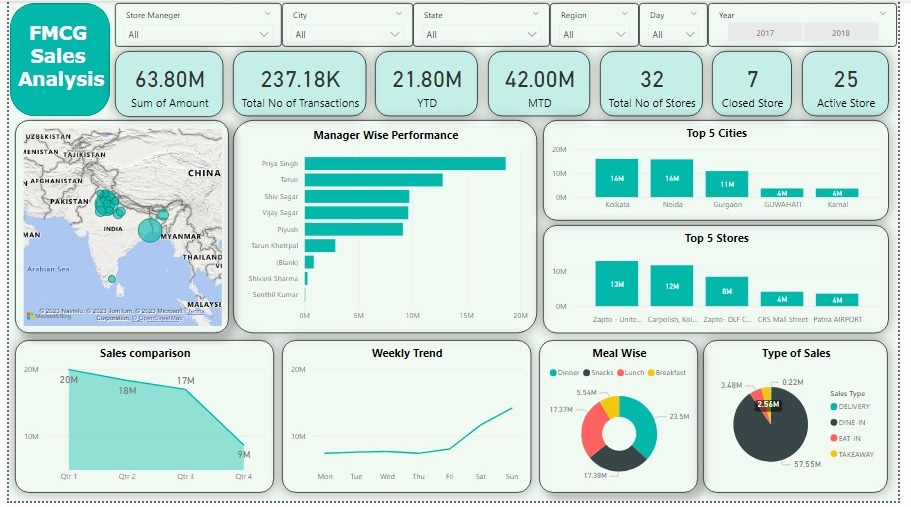 FMCG
Sales
Analysis
Store Maneger
All
City
All
State
All
Region
All
Day
All
Year
2017
2018
63.80M
Sum of Amount
237.18K
Total No of Transactions
21.80M
YTD
42.00M
MTD
32
Total No of Stores
7
Closed Store
25
Active Store
UZBEKISTAN
MENISTAN
TAJIKISTAN
CHINA
AFGHANISTAN
PAKISTAN
MAN
INDIA
MYANMAR
THAILAND
VI
Arabian Sea
MALAYSI
© 2023 NavInfo, © 2023 TomTom, © 2023 Microsoft
Corporation, © OpenStreetMap Terms
Microsoft Bing
Manager Wise Performance
Priya Singh
Tarun
Shiv Sagar
Vijay Sagar
Piyush
Tarun Khetrpal
(Blank)
Shivani Sharma
Senthil Kumar
0M 5M 10M 15M 20M
Top 5 Cities
20M
10M
0M
16M 16M 11M 4M 4M
Kolkata Noida Gurgaon GUWAHATI Karnal
Top 5 Stores
10M
0M
13M 12M 8M 4M 4M
Zapto - Unite... Carpolish, Kol... Zapto- DLF C... CRS Mall Street Patna AIRPORT
Sales comparison
20M
10M
20M
18M
17M
9M
Qtr 1 Qtr 2 Qtr 3 Qtr 4
Weekly Trend
20M
10M
Mon Tue Wed Thu Fri Sat Sun
Meal Wise
Dinner Snacks Lunch Breakfast
5.54M
17.37M
23.5M
17.38M
Type of Sales
3.48M
0.22M
2.56M
57.55M
Sales Type
DELIVERY
DINE-IN
EAT-IN
TAKEAWAY